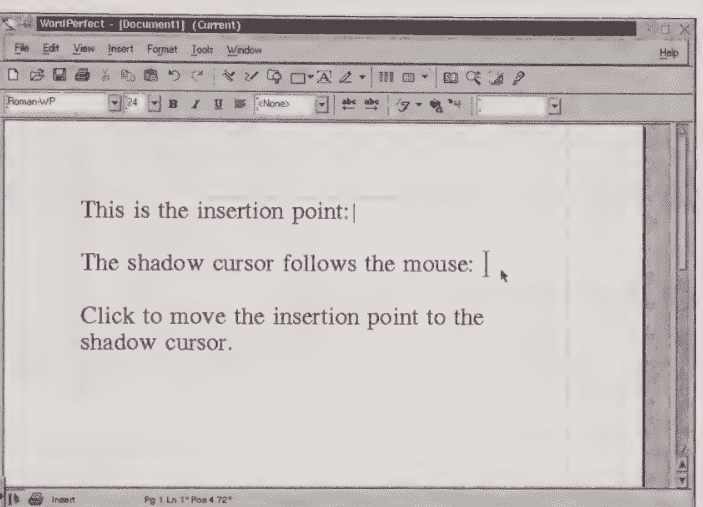 WordPerfect - [Document1] (Current)
File Edit View Insert Format Tools Window Help
Roman-WP 24 B I U <None> abc abc
This is the insertion point:
The shadow cursor follows the mouse:
Click to move the insertion point to the
shadow cursor.
Insert Pg 1 Ln 1" Pos 4.72"